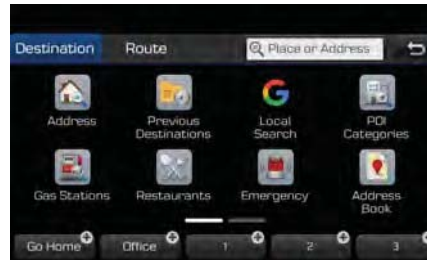 Destination
Route
Place or Address
Address
Previous
Destinations
Local
Search
POI
Categories
Gas Stations
Restaurants
Emergency
Address
Book
Go Home
Office
1
2
3